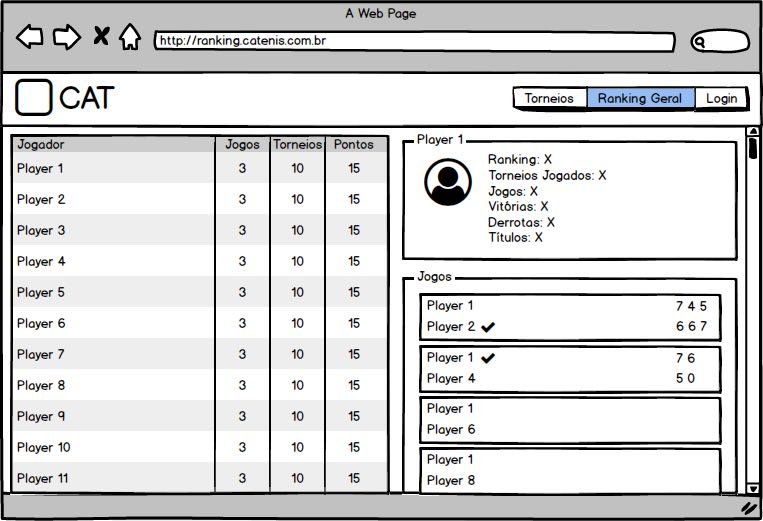 A Web Page
http://ranking.catenis.com.br
CAT
Torneios Ranking Geral Login
Jogador Jogos Torneios Pontos
Player 1 3 10 15
Player 2 3 10 15
Player 3 3 10 15
Player 4 3 10 15
Player 5 3 10 15
Player 6 3 10 15
Player 7 3 10 15
Player 8 3 10 15
Player 9 3 10 15
Player 10 3 10 15
Player 11 3 10 15
Player 1
Ranking: X
Torneios Jogados: X
Jogos: X
Vitórias: X
Derrotas: X
Títulos: X
Jogos
Player 1 7 4 5
Player 2 6 6 7
Player 1 7 6
Player 4 5 0
Player 1
Player 6
Player 1
Player 8